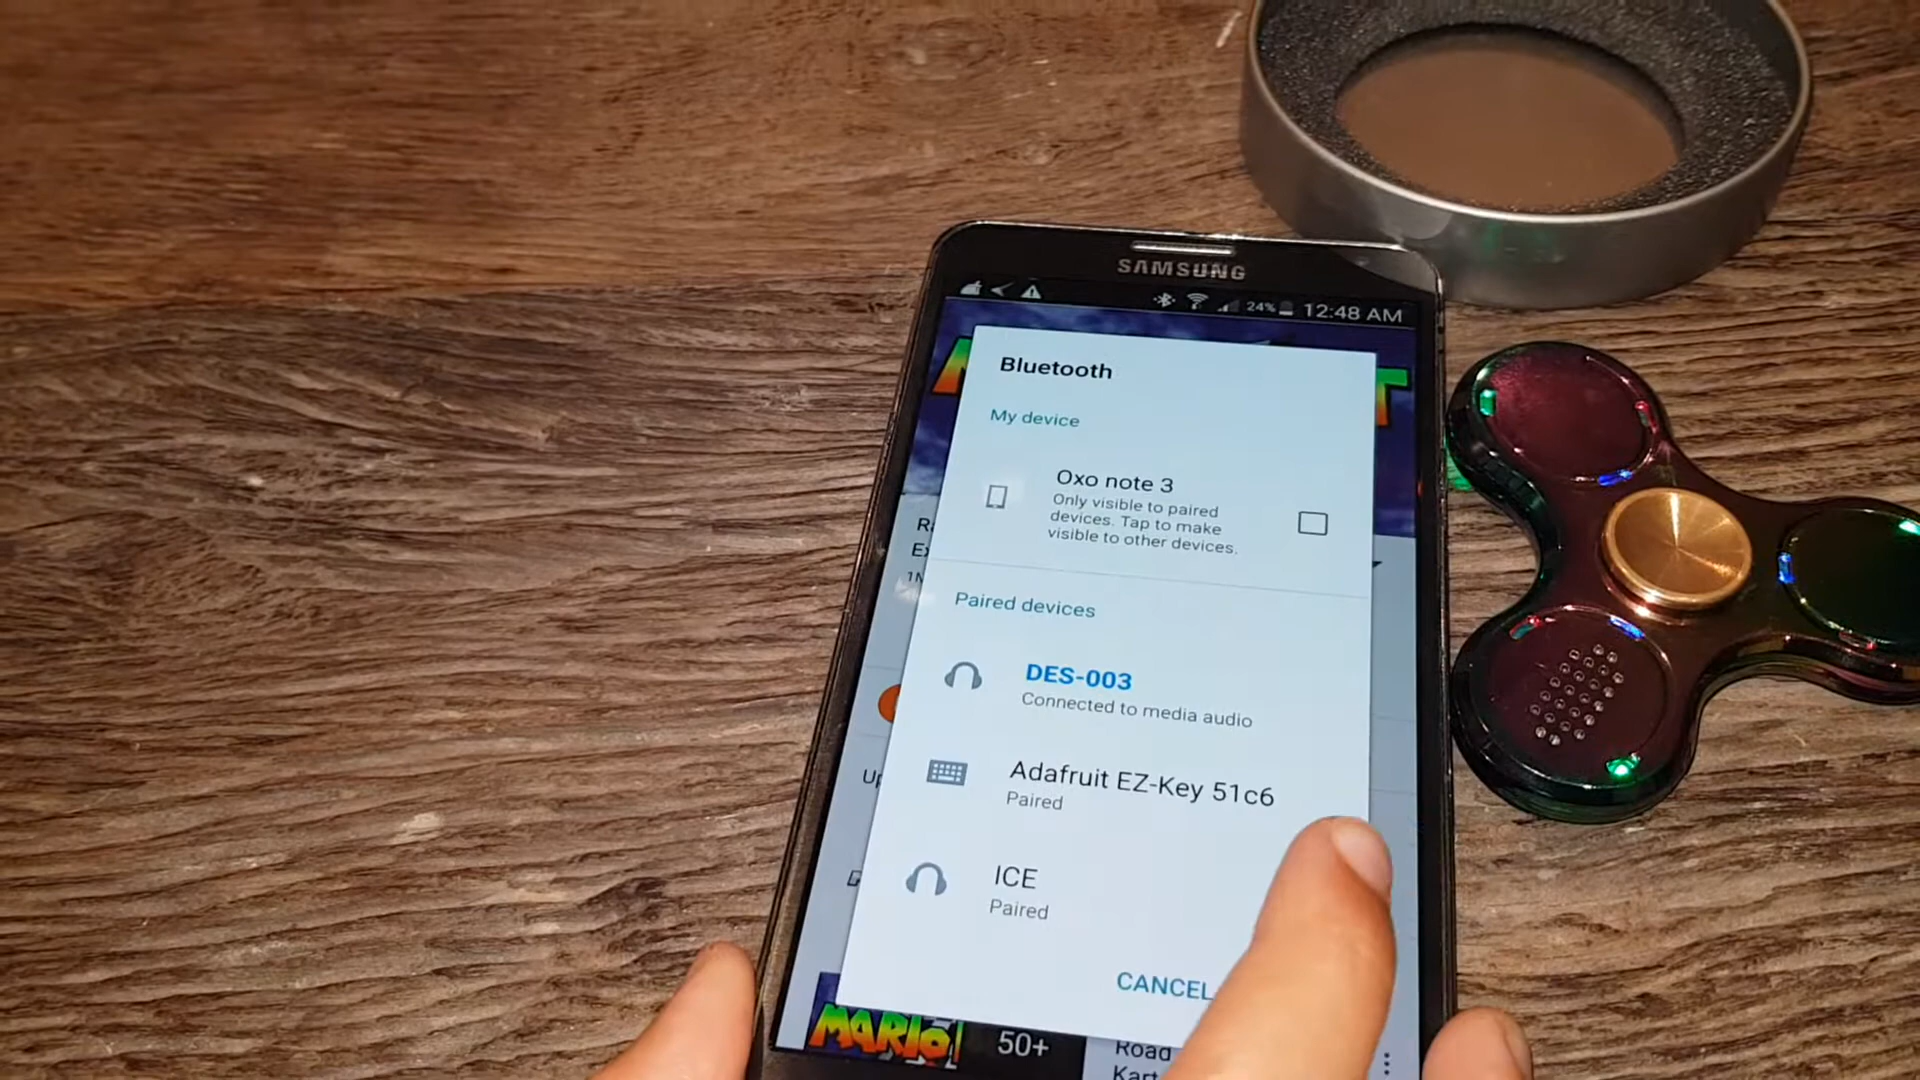 SAMSUNG
24% 12:48 AM
Bluetooth
My device
Oxo note 3
Only visible to paired
devices. Tap to make
visible to other devices.
Paired devices
DES-003
Connected to media audio
Adafruit EZ-Key 51c6
Paired
ICE
Paired
CANCEL
MARIO
50+
Road
Kart